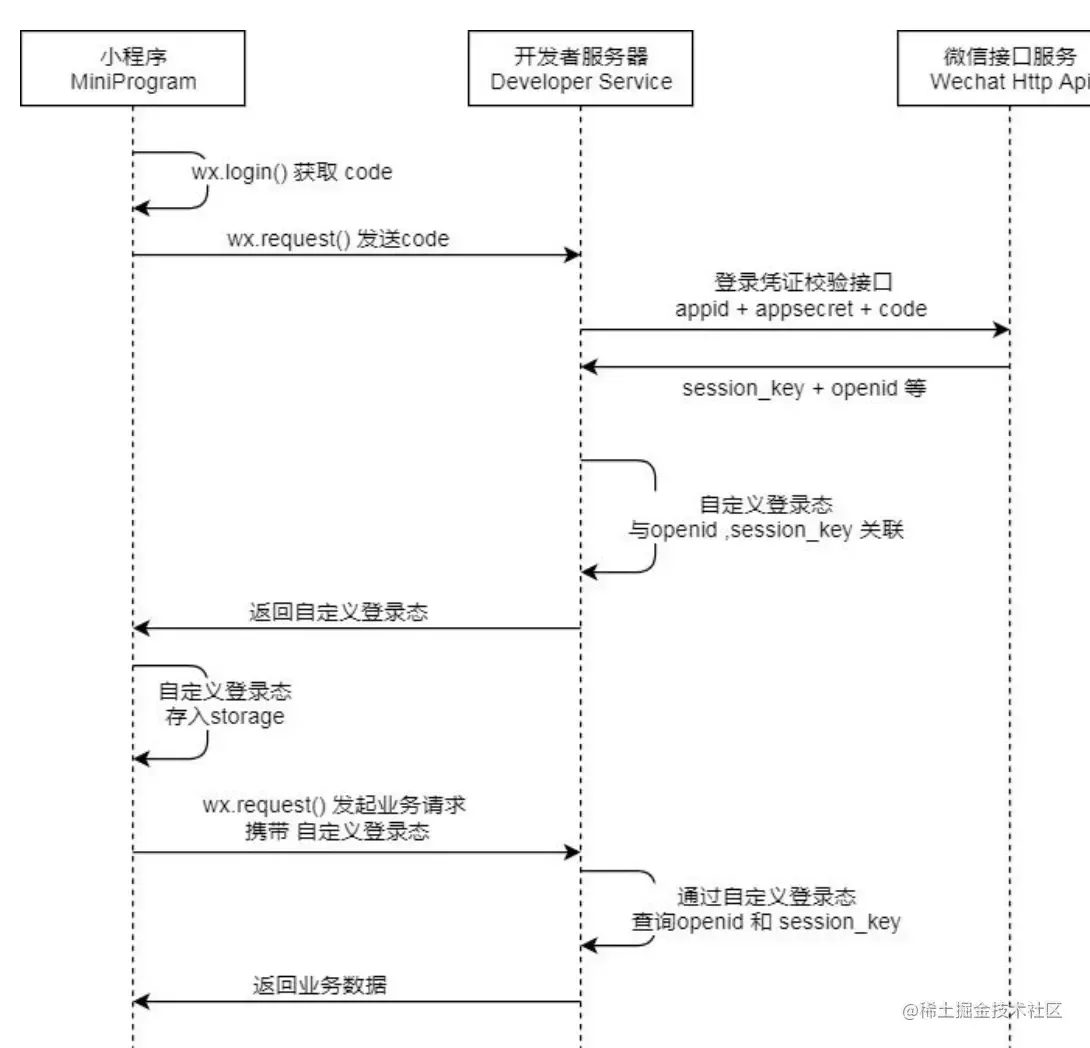 小程序
MiniProgram
开发者服务器
Developer Service
微信接口服务
Wechat Http Api
wx.login() 获取 code
wx.request() 发送code
登录凭证校验接口
appid + appsecret + code
session_key + openid 等
自定义登录态
与openid ,session_key 关联
返回自定义登录态
自定义登录态
存入storage
wx.request() 发起业务请求
携带 自定义登录态
通过自定义登录态
查询openid 和 session_key
返回业务数据
@稀土掘金技术社区